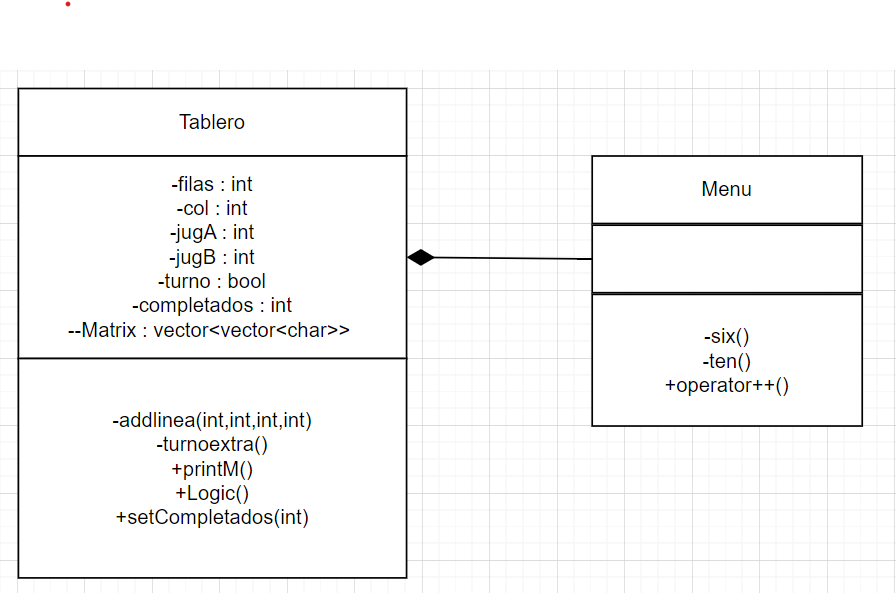 Tablero
-filas : int
-col : int
-jugA : int
-jugB : int
-turno : bool
-completados : int
--Matrix : vector<vector<char>>
-addlinea(int,int,int,int)
-turnoextra()
+printM()
+Logic()
+setCompletados(int)
Menu
-six()
-ten()
+operator++()